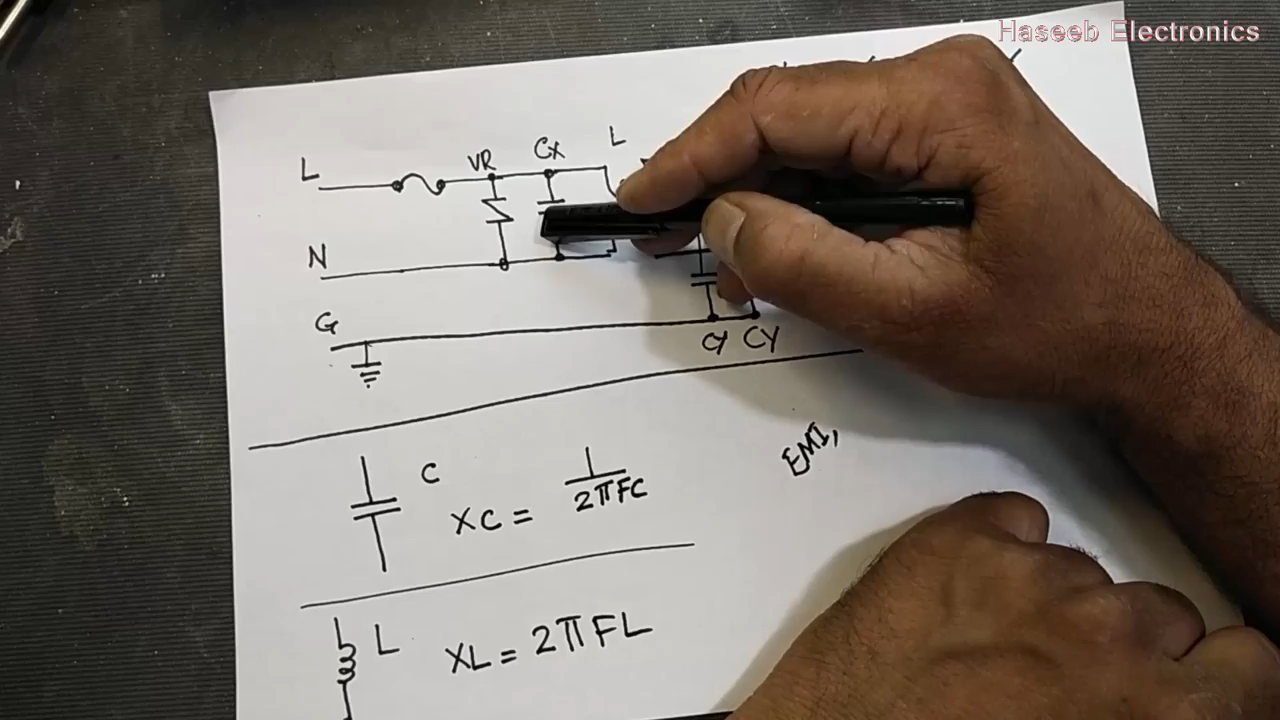 Haseeb Electronics
L
VR
CX
L
N
G
CY CY
EMI,
C
XC = 1/2πFC
L
XL = 2πFL